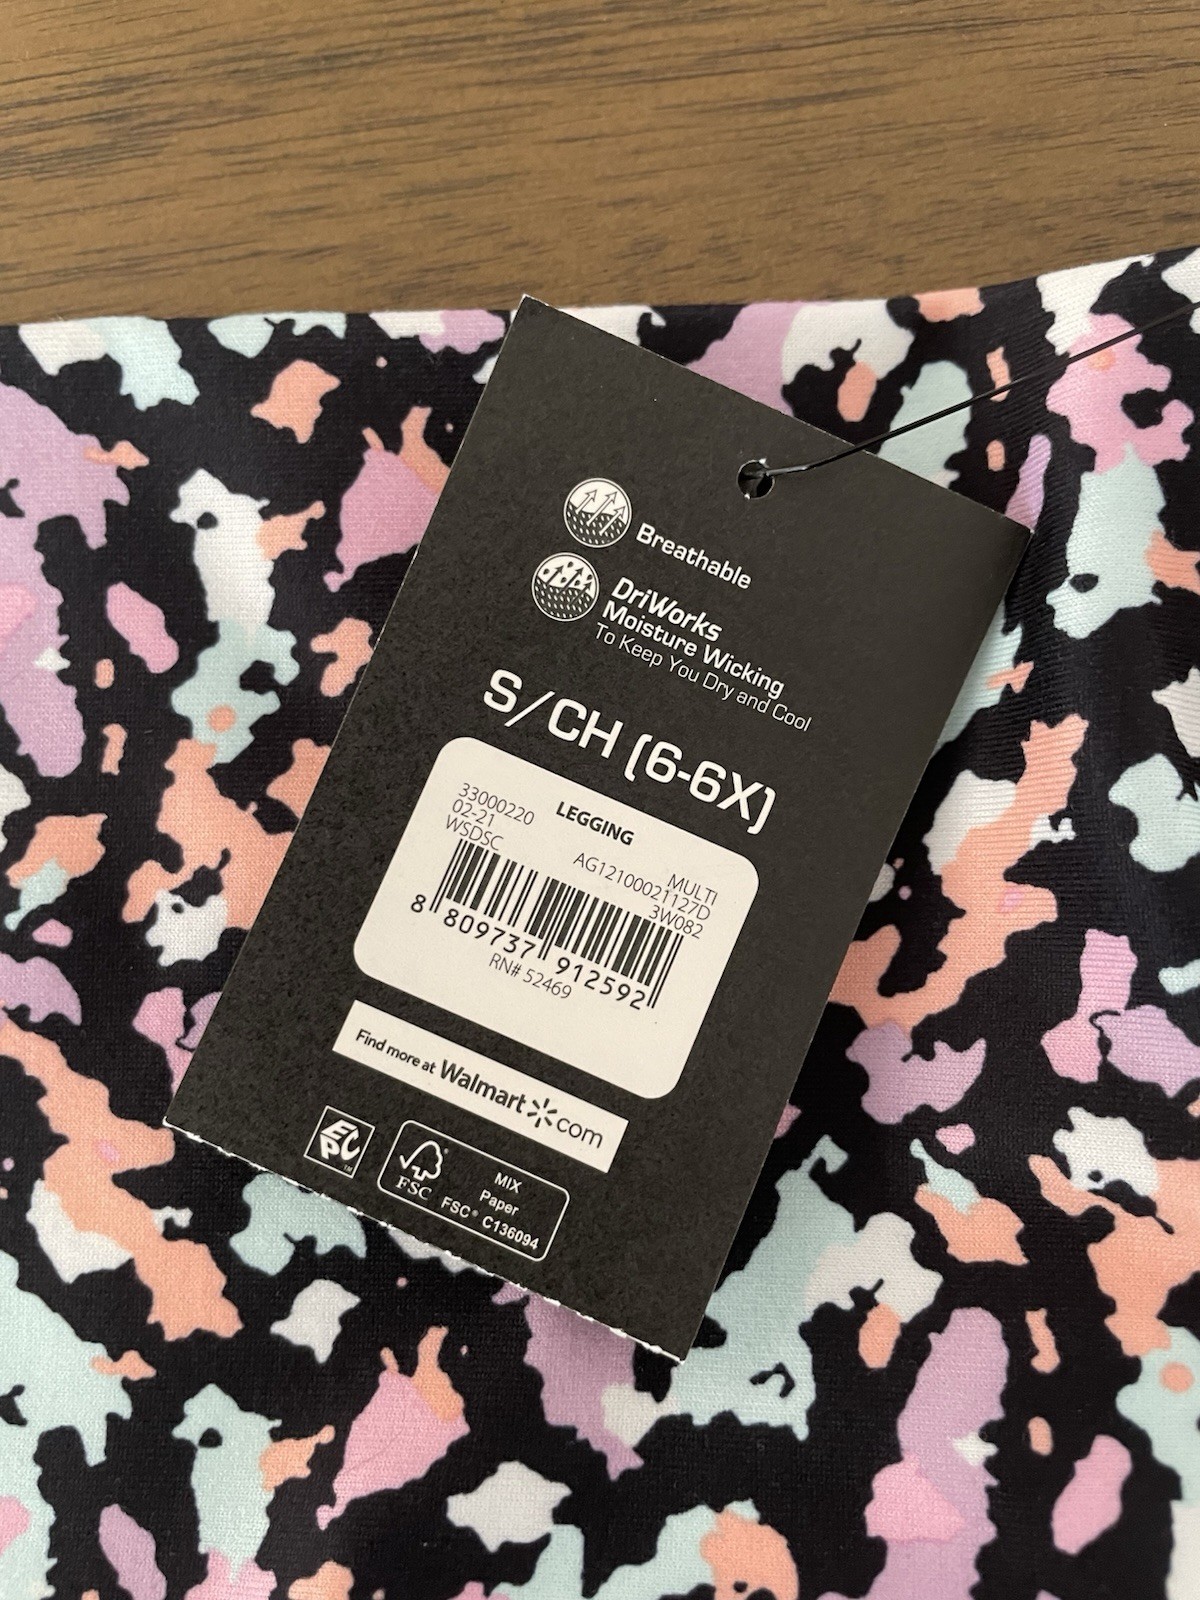 Breathable
DriWorks
Moisture Wicking
To Keep You Dry and Cool
S/CH (6-6X)
33000220
02-21
WSDSC
LEGGING
MULTI
AG12100021127D
3W082
8 809737 912592
RN# 52469
Find more at Walmart com
EPC
TM
FSC
MIX
Paper
FSC® C136094